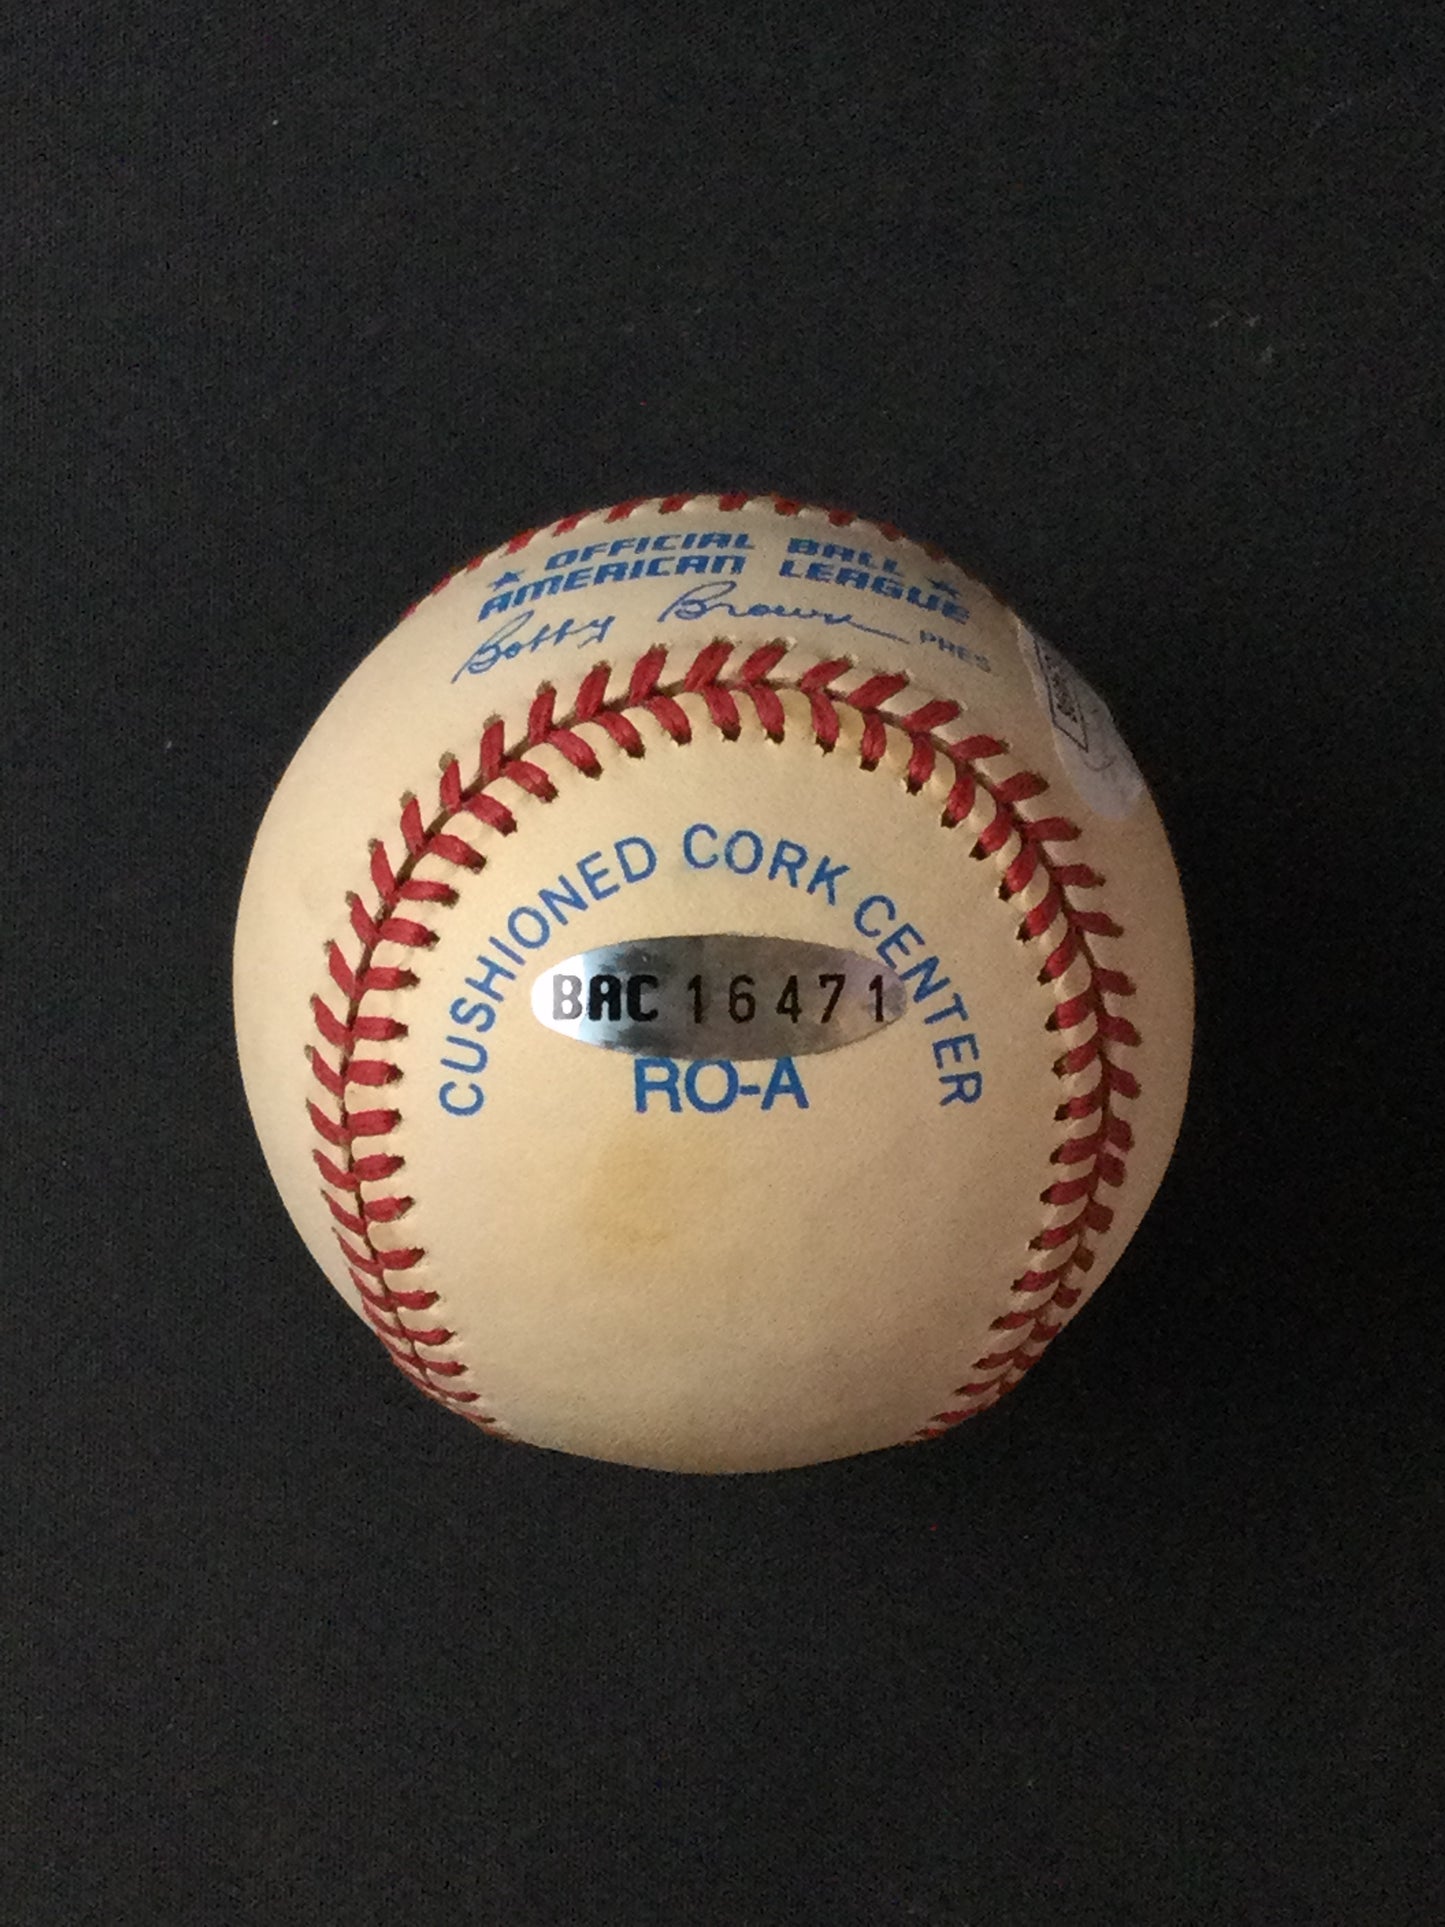 OFFICIAL BALL
AMERICAN LEAGUE
Bobby Brown PRES
CUSHIONED CORK CENTER
BAC 16471
RO-A